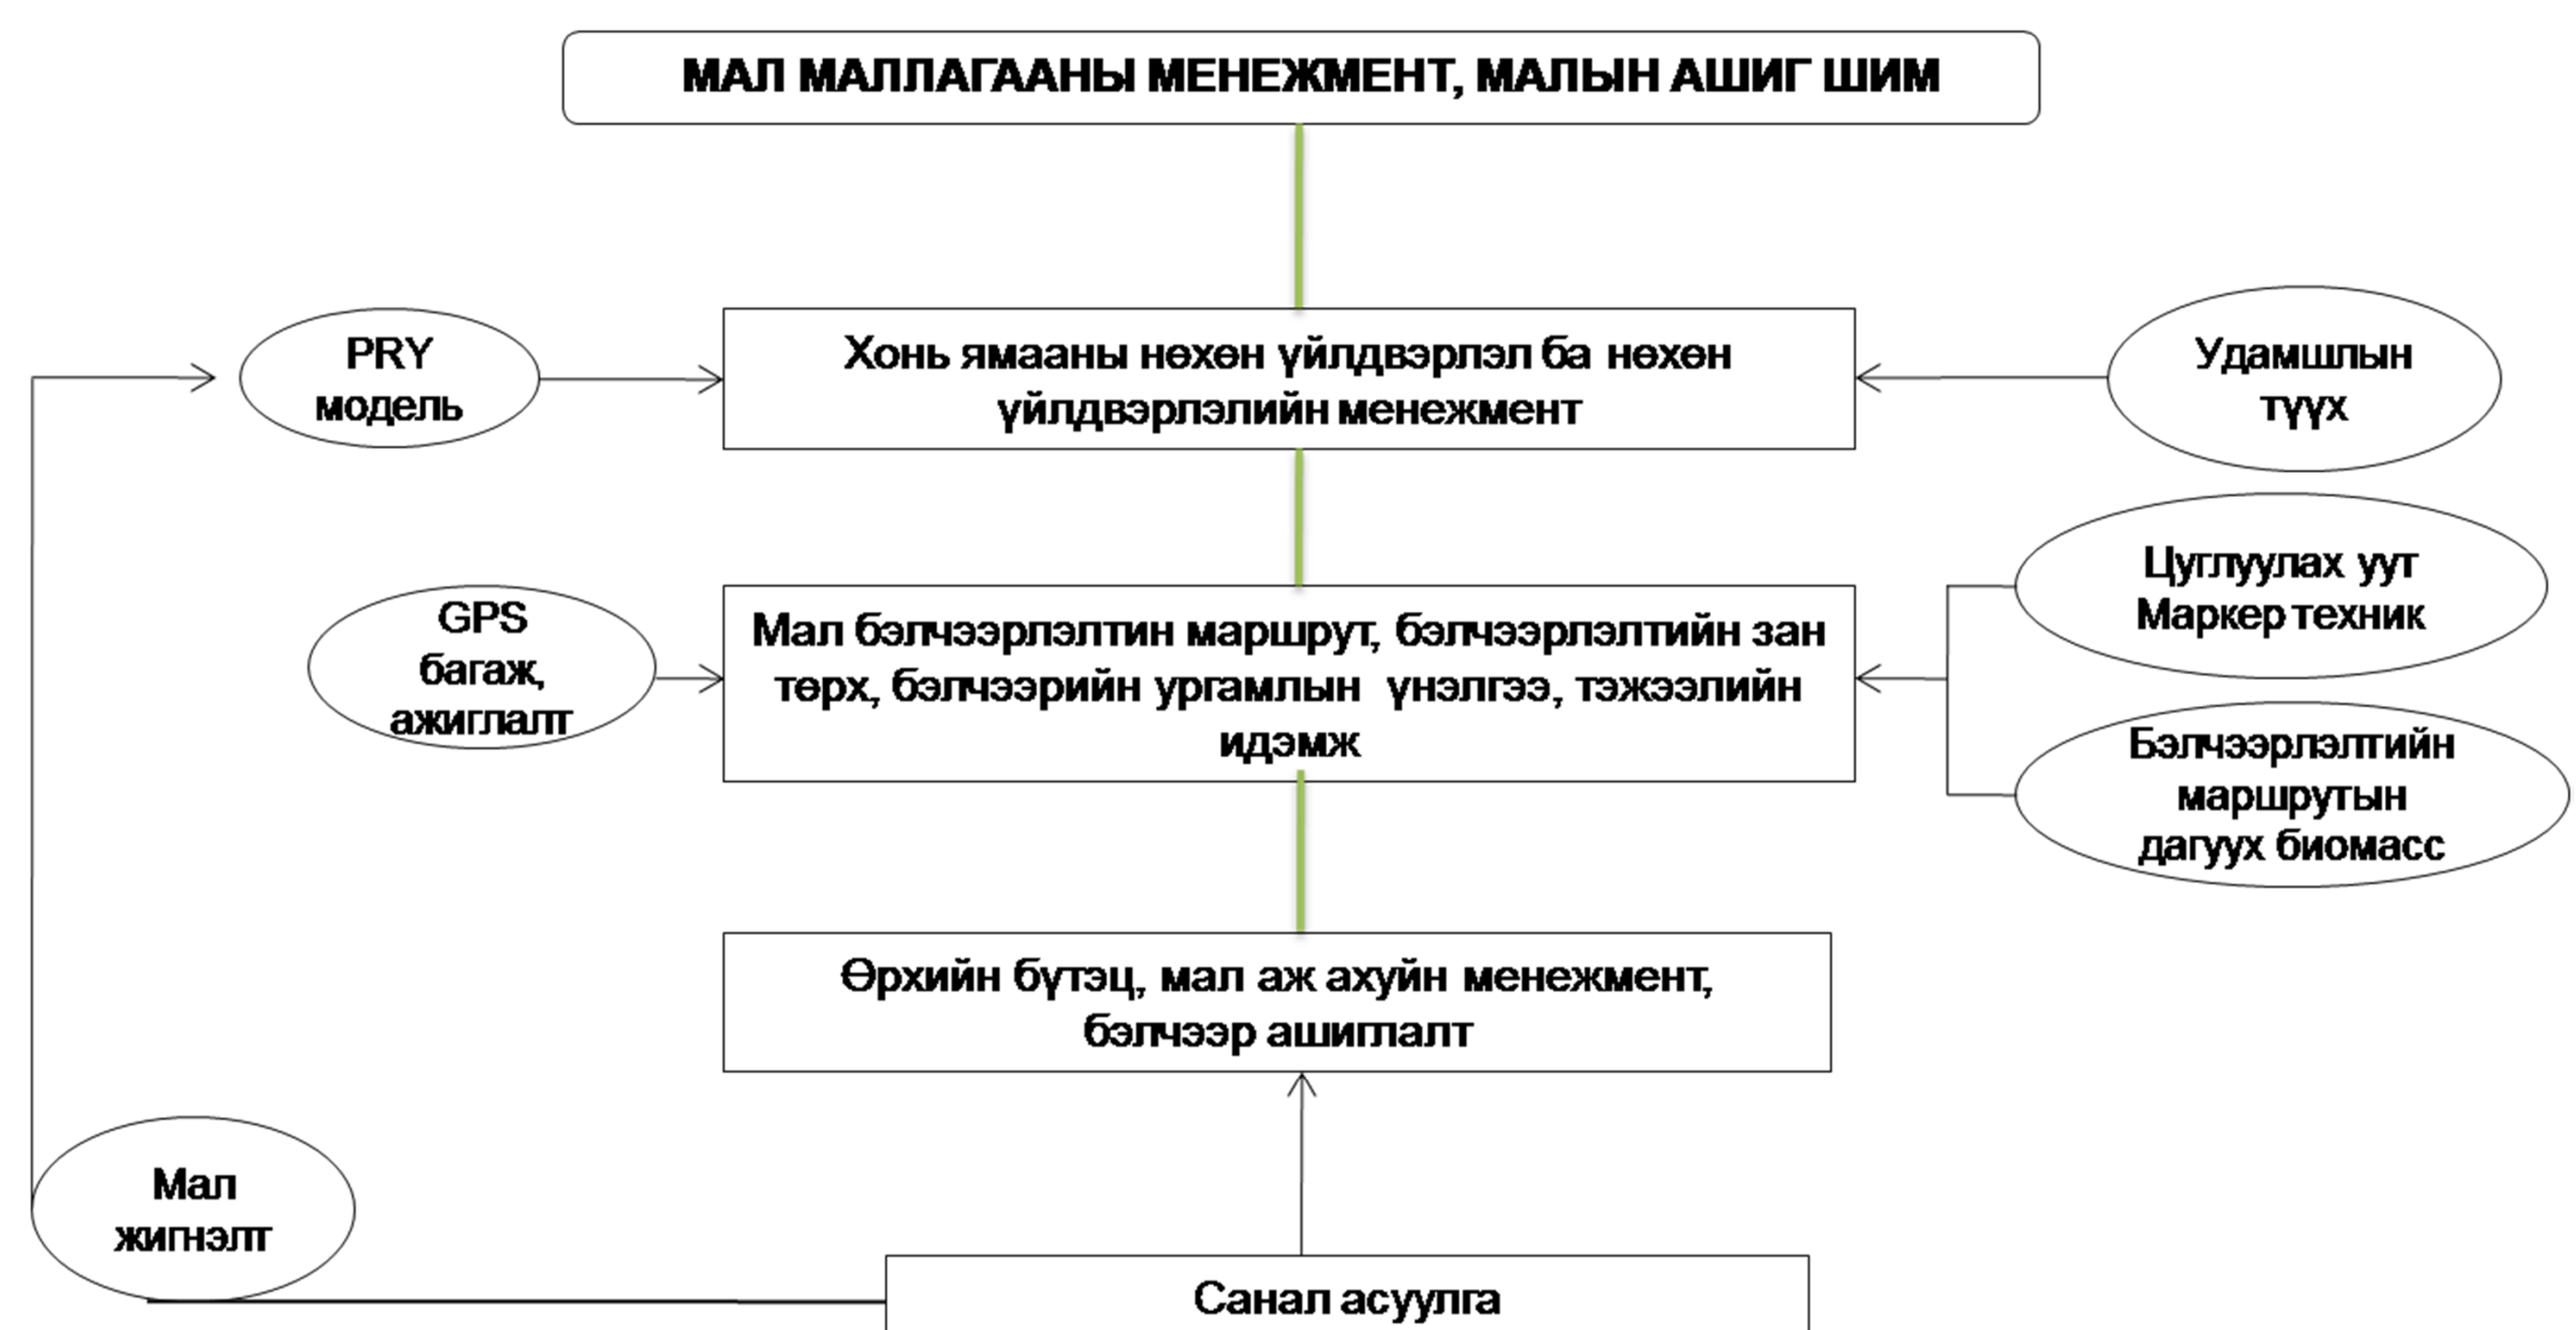 МАЛ МАЛЛАГААНЫ МЕНЕЖМЕНТ, МАЛЫН АШИГ ШИМ
PRY
модель
Хонь ямааны нөхөн үйлдвэрлэл ба нөхөн
үйлдвэрлэлийн менежмент
Удамшлын
түүх
GPS
багаж,
ажиглалт
Мал бэлчээрлэлтин маршрут, бэлчээрлэлтийн зан
төрх, бэлчээрийн ургамлын үнэлгээ, тэжээлийн
идэмж
Цуглуулах уут
Маркер техник
Бэлчээрлэлтийн
маршрутын
дагуух биомасс
Өрхийн бүтэц, мал аж ахуйн менежмент,
бэлчээр ашиглалт
Мал
жигнэлт
Санал асуулга